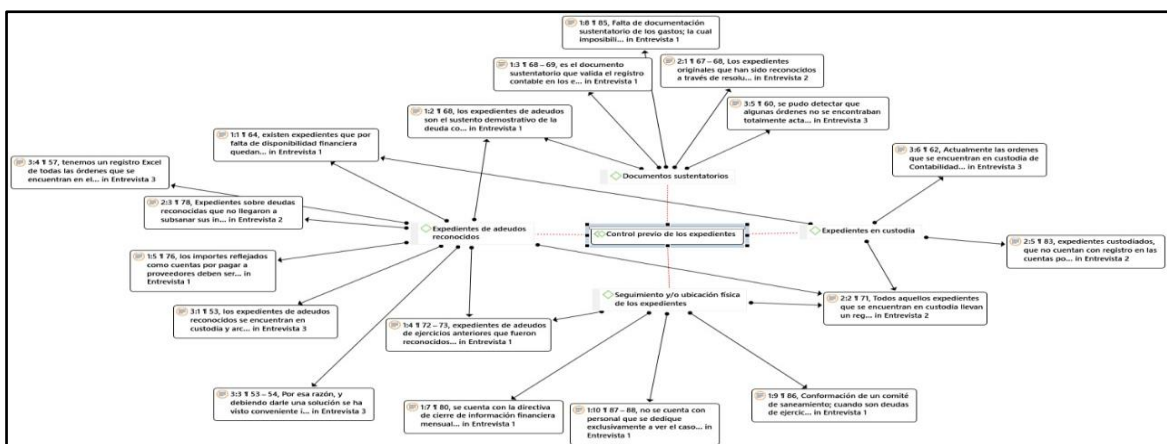 1:8 ¶ 85, Falta de documentación
sustentatorio de los gastos; la cual
imposibili... in Entrevista 1
1:3 ¶ 68 – 69, es el documento
sustentatorio que valida el registro
contable en los e... in Entrevista 1
2:1 ¶ 67 – 68, Los expedientes
originales que han sido reconocidos
a través de resolu... in Entrevista 2
1:2 ¶ 68, los expedientes de adeudos
son el sustento demostrativo de la
deuda co... in Entrevista 1
3:5 ¶ 60, se pudo detectar que
algunas órdenes no se encontraban
totalmente acta... in Entrevista 3
1:1 ¶ 64, existen expedientes que por
falta de disponibilidad financiera
quedan... in Entrevista 1
3:6 ¶ 62, Actualmente las ordenes
que se encuentran en custodia de
Contabilidad... in
Entrevista 3
3:4 ¶ 57, tenemos un registro Excel
de todas las órdenes que se
encuentran en el... in Entrevista 3
Documentos sustentatorios
2:3 ¶ 78, Expedientes sobre deudas
reconocidas que no llegaron a
subsanar sus in... in Entrevista 2
Expedientes de adeudos
reconocidos
Control previo de los expedientes
Expedientes en custodia
2:5 ¶ 83, expedientes custodiados,
que no cuentan con registro en las
cuentas po... in Entrevista 2
1:5 ¶ 76, los importes reflejados
como cuentas por pagar a
proveedores deben ser... in
Entrevista 1
Seguimiento y/o ubicación física
de los expedientes
2:2 ¶ 71, Todos aquellos expedientes
que se encuentran en custodia llevan
un reg... in Entrevista 2
3:1 ¶ 53, los expedientes de adeudos
reconocidos se encuentran en
custodia y arc... in Entrevista 3
1:4 ¶ 72 – 73, expedientes de adeudos
de ejercicios anteriores que fueron
reconocidos... in Entrevista 1
3:3 ¶ 53 – 54, Por esa razón, y
debiendo darle una solución se ha
visto conveniente i... in Entrevista 3
1:7 ¶ 80, se cuenta con la directiva
de cierre de información financiera
mensual... in Entrevista 1
1:10 ¶ 87 – 88, no se cuenta con
personal que se dedique
exclusivamente a ver el caso... in
Entrevista 1
1:9 ¶ 86, Conformación de un comité
de saneamiento; cuando son deudas
de ejercic... in Entrevista 1